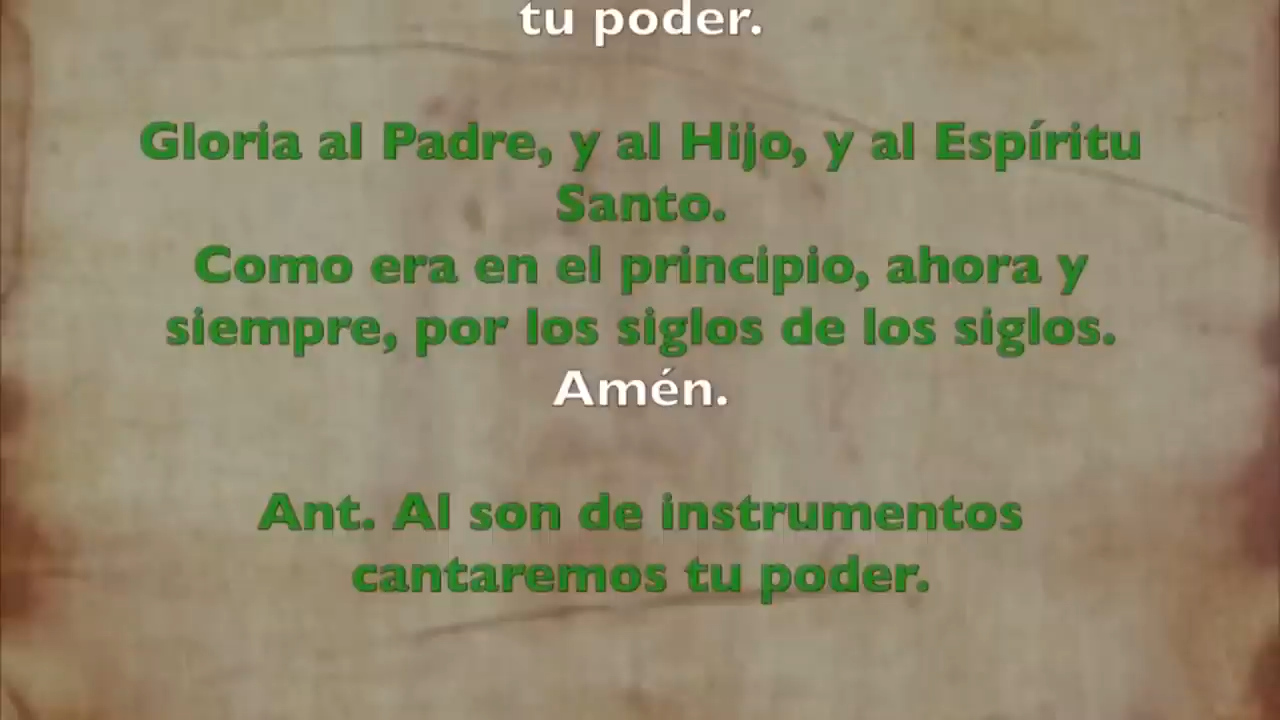 tu poder.
Gloria al Padre, y al Hijo, y al Espíritu
Santo.
Como era en el principio, ahora y
siempre, por los siglos de los siglos.
Amén.
Ant. Al son de instrumentos
cantaremos tu poder.